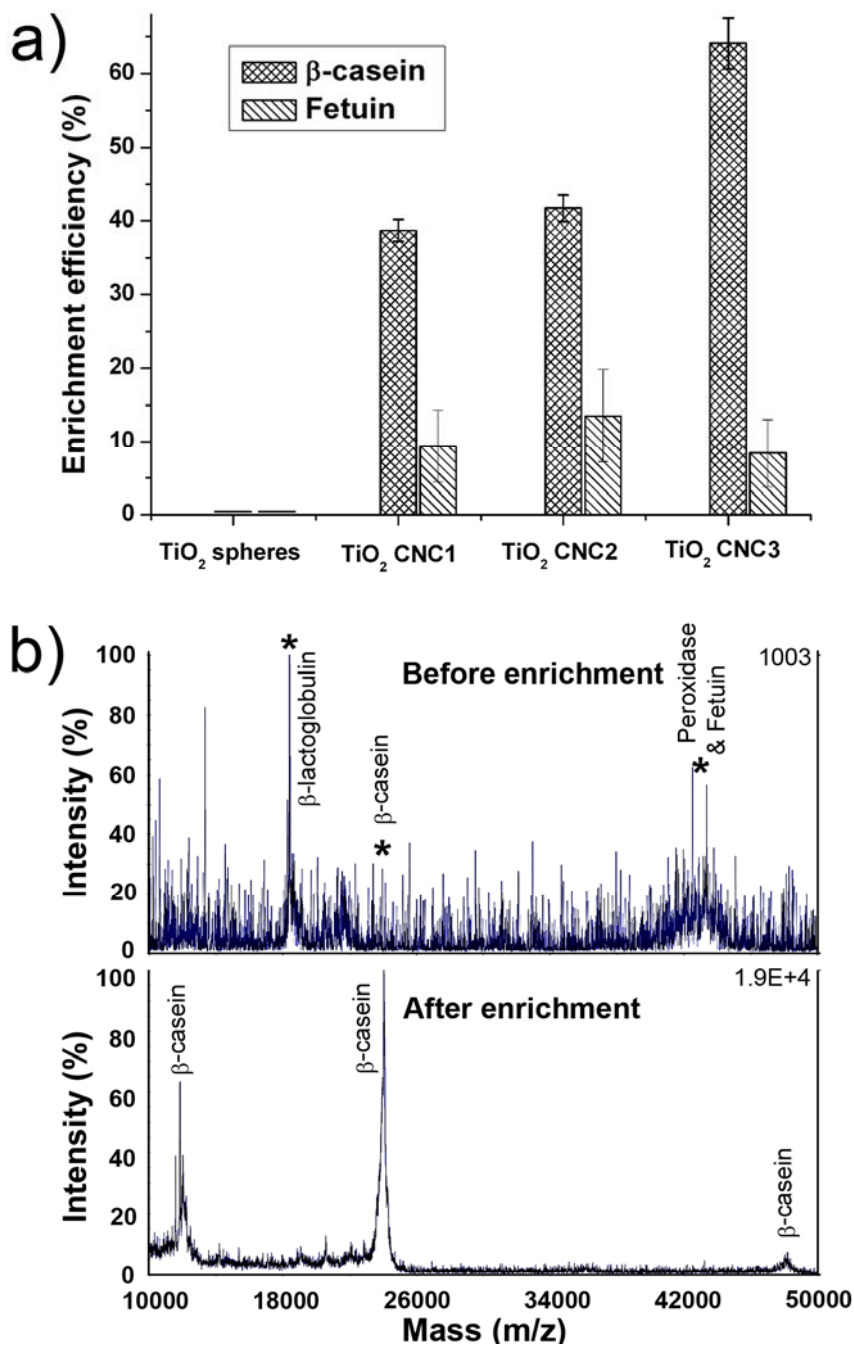 a)
Enrichment efficiency (%)
60
50
40
30
20
10
0
β-casein
Fetuin
TiO2 spheres
TiO2 CNC1
TiO2 CNC2
TiO2 CNC3
b)
Intensity (%)
100
80
60
40
20
0
*
β-lactoglobulin
*
β-casein
Before enrichment
Peroxidase
& Fetuin
*
1003
Intensity (%)
100
80
60
40
20
0
β-casein
β-casein
After enrichment
1.9E+4
β-casein
10000 18000 26000 34000 42000 50000
Mass (m/z)